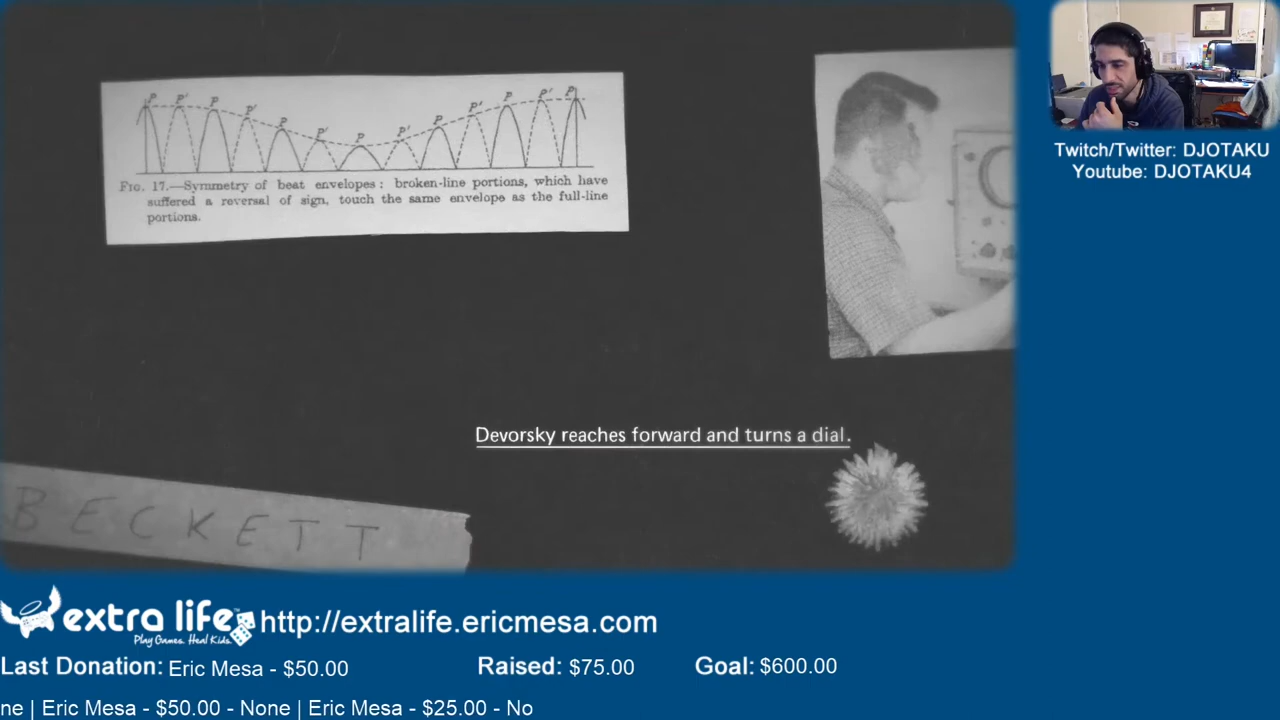 P P' P P' P P' P P' P P' P P' P
FIG. 17.—Symmetry of beat envelopes: broken-line portions, which have
suffered a reversal of sign, touch the same envelope as the full-line
portions.
Twitch/Twitter: DJOTAKU
Youtube: DJOTAKU4
Devorsky reaches forward and turns a dial.
BECKETT
extra life
Play Games. Heal Kids.
http://extralife.ericmesa.com
Last Donation: Eric Mesa - $50.00
Raised: $75.00
Goal: $600.00
ne | Eric Mesa - $50.00 - None | Eric Mesa - $25.00 - No